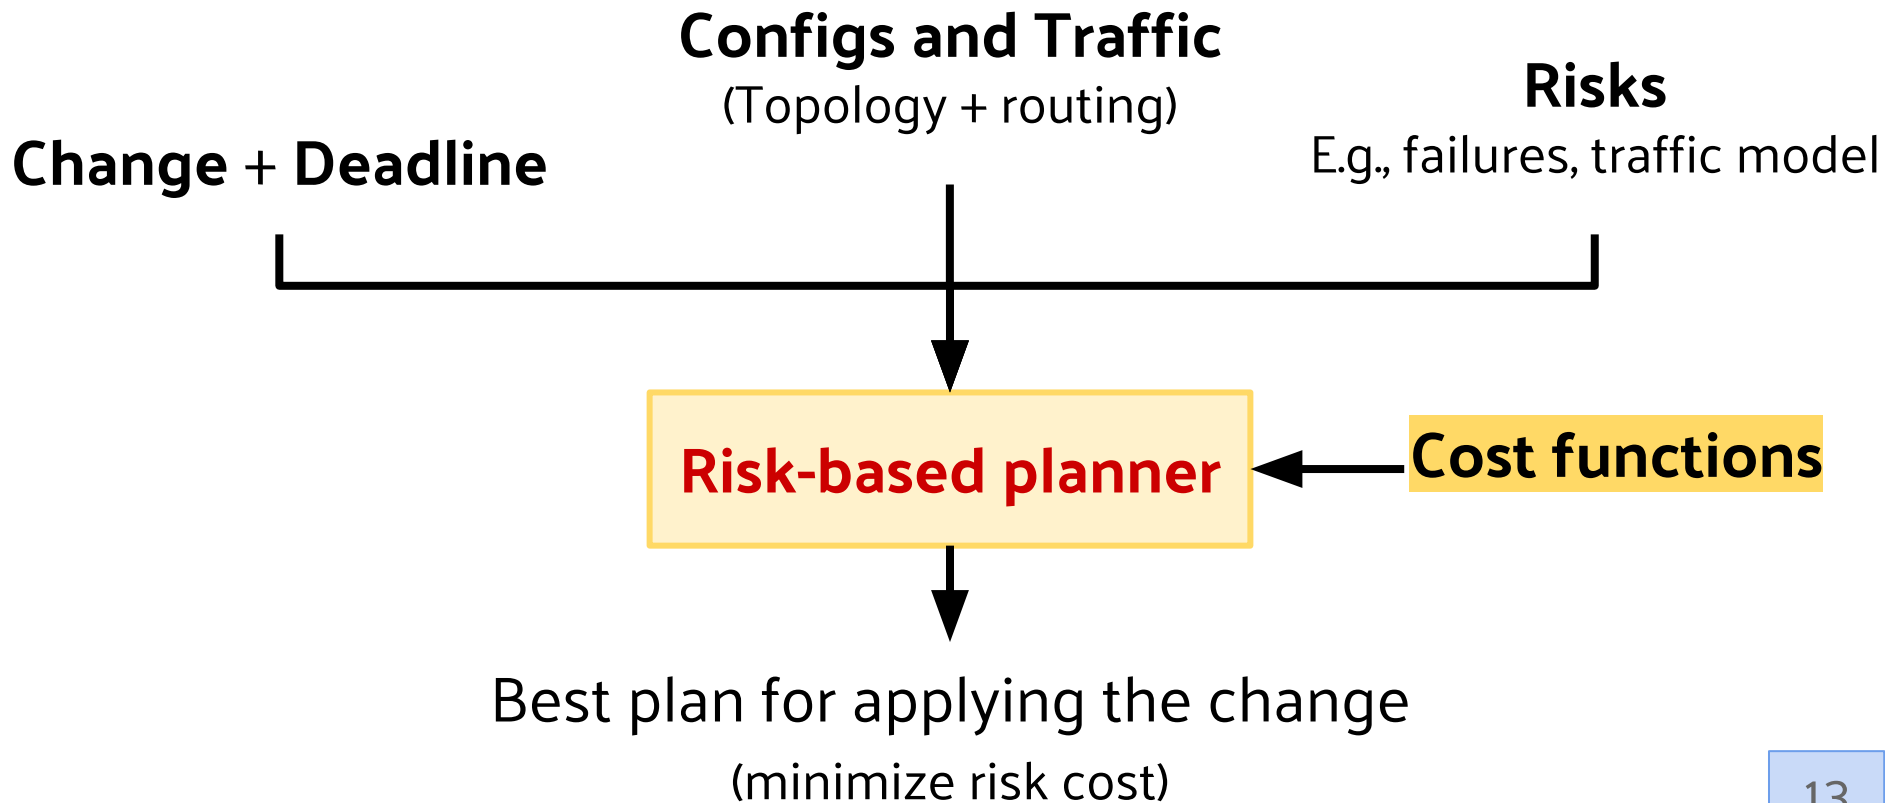 Configs and Traffic
(Topology + routing)
Risks
E.g., failures, traffic model
Change + Deadline
Risk-based planner
Cost functions
Best plan for applying the change
(minimize risk cost)
13